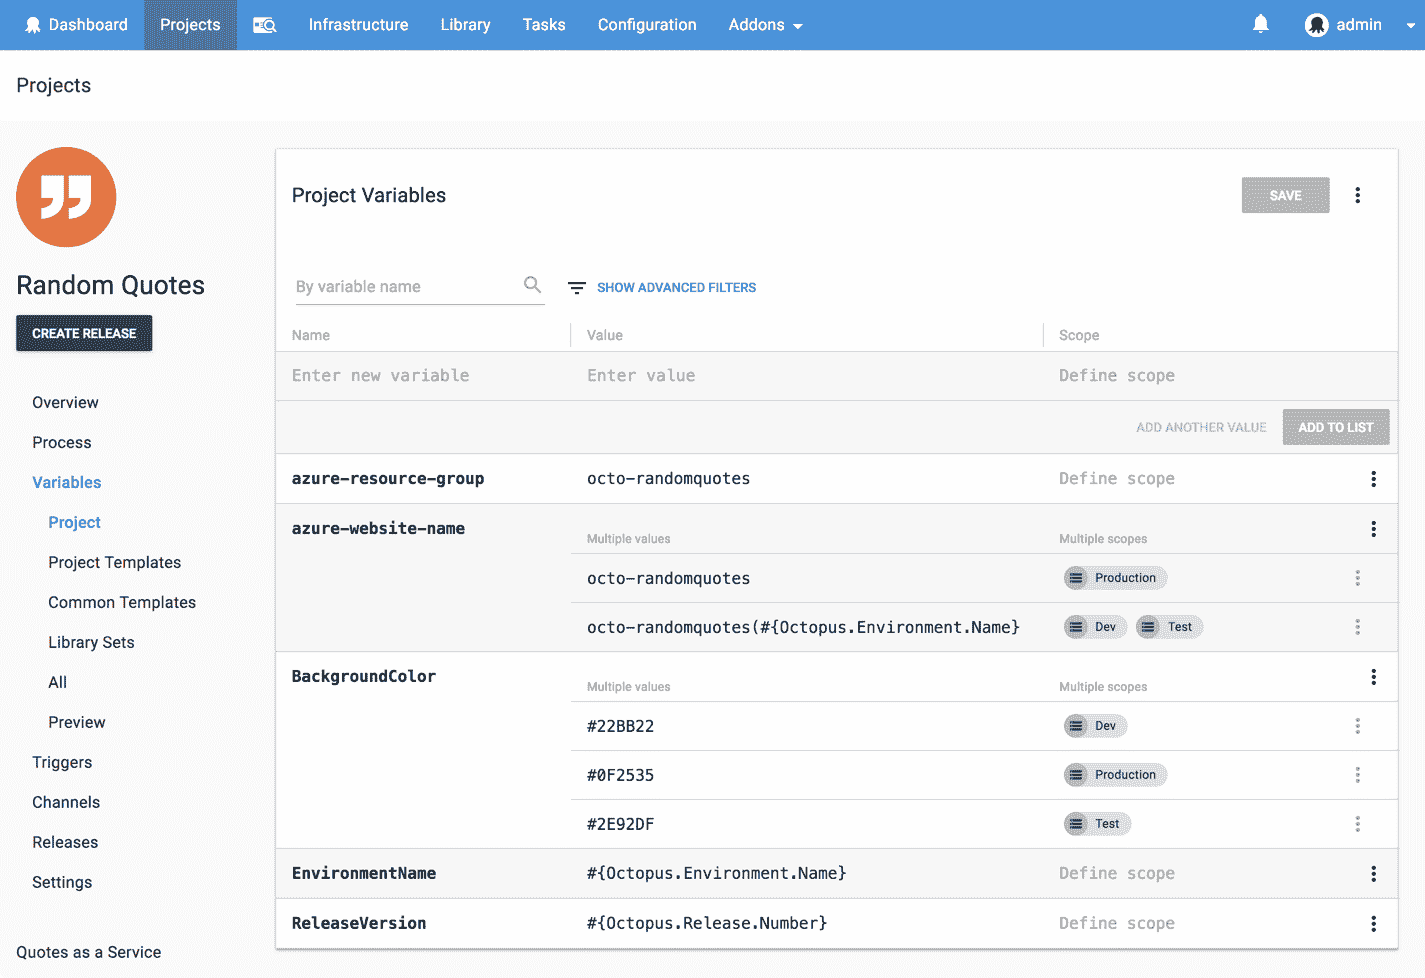 Dashboard Projects Infrastructure Library Tasks Configuration Addons admin
Projects
Random Quotes
CREATE RELEASE
Overview
Process
Variables
Project
Project Templates
Common Templates
Library Sets
All
Preview
Triggers
Channels
Releases
Settings
Quotes as a Service
Project Variables
SAVE
By variable name
SHOW ADVANCED FILTERS
Name Value Scope
Enter new variable Enter value Define scope
ADD ANOTHER VALUE ADD TO LIST
azure-resource-group octo-randomquotes Define scope
azure-website-name Multiple values Multiple scopes
octo-randomquotes Production
octo-randomquotes(#{Octopus.Environment.Name} Dev Test
BackgroundColor Multiple values Multiple scopes
#22BB22 Dev
#0F2535 Production
#2E92DF Test
EnvironmentName #{Octopus.Environment.Name} Define scope
ReleaseVersion #{Octopus.Release.Number} Define scope